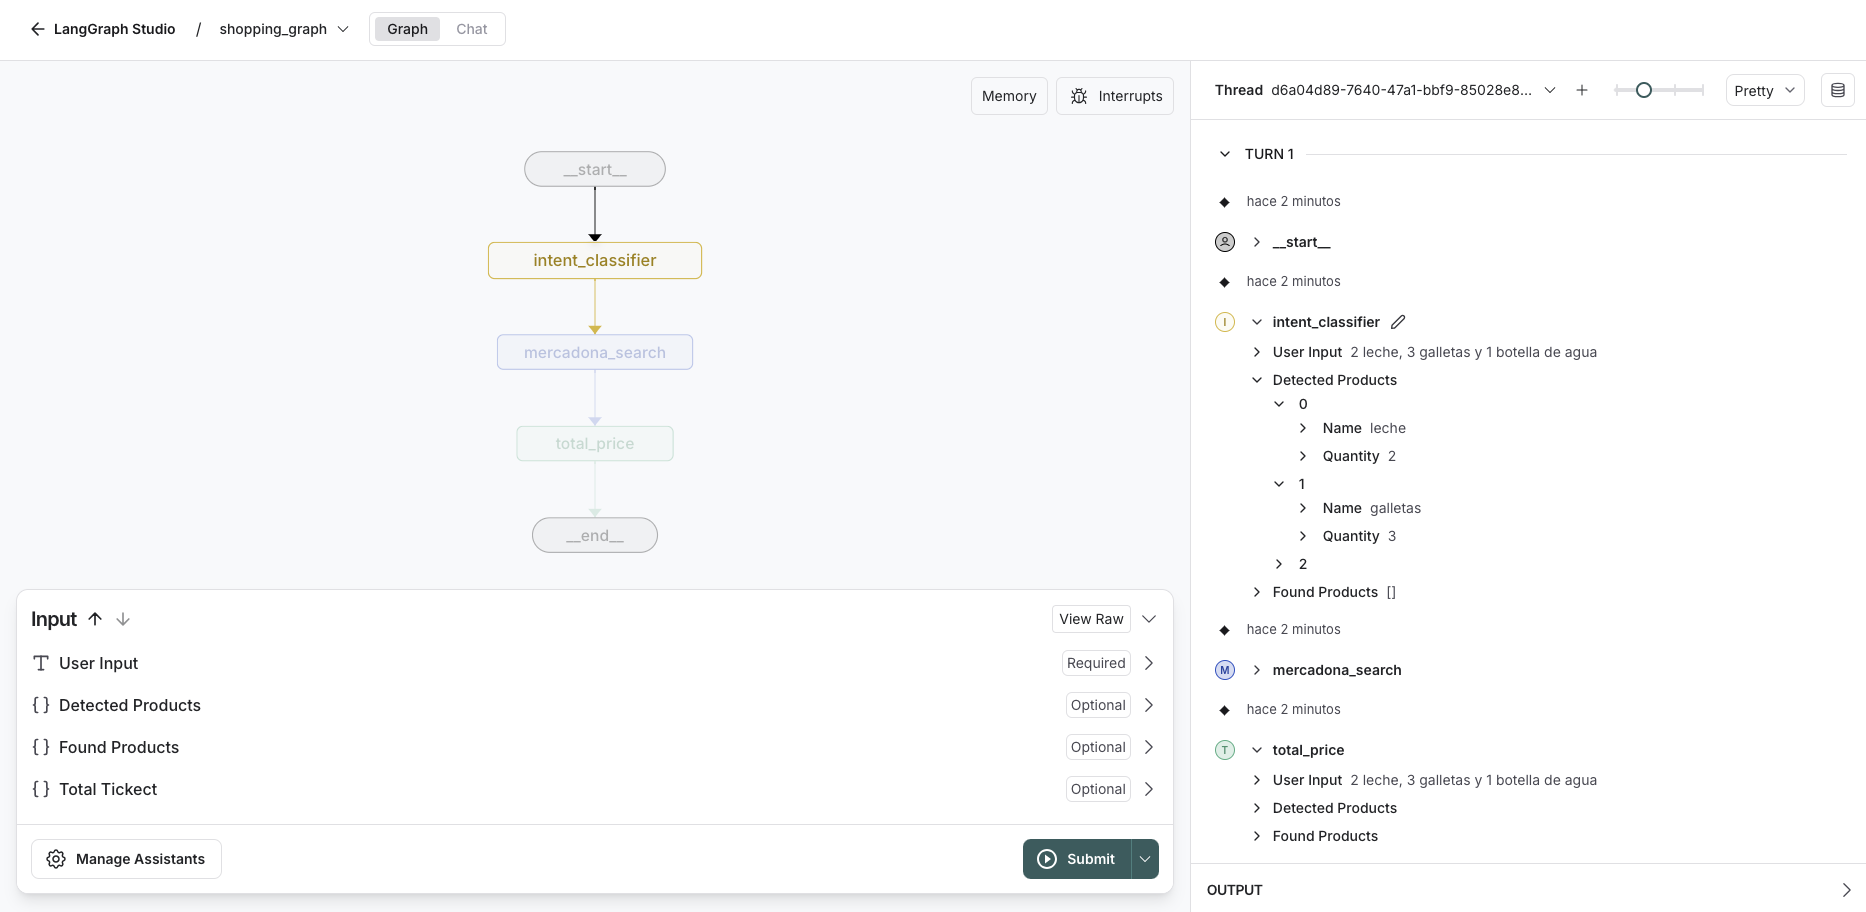 LangGraph Studio / shopping_graph Graph Chat
Memory Interrupts
__start__
intent_classifier
mercadona_search
total_price
__end__
Input View Raw
User Input Required
Detected Products Optional
Found Products Optional
Total Tickect Optional
Manage Assistants Submit
Thread d6a04d89-7640-47a1-bbf9-85028e8... Pretty
TURN 1
hace 2 minutos
__start__
hace 2 minutos
I intent_classifier
User Input 2 leche, 3 galletas y 1 botella de agua
Detected Products
0
Name leche
Quantity 2
1
Name galletas
Quantity 3
2
Found Products []
hace 2 minutos
M mercadona_search
hace 2 minutos
T total_price
User Input 2 leche, 3 galletas y 1 botella de agua
Detected Products
Found Products
OUTPUT